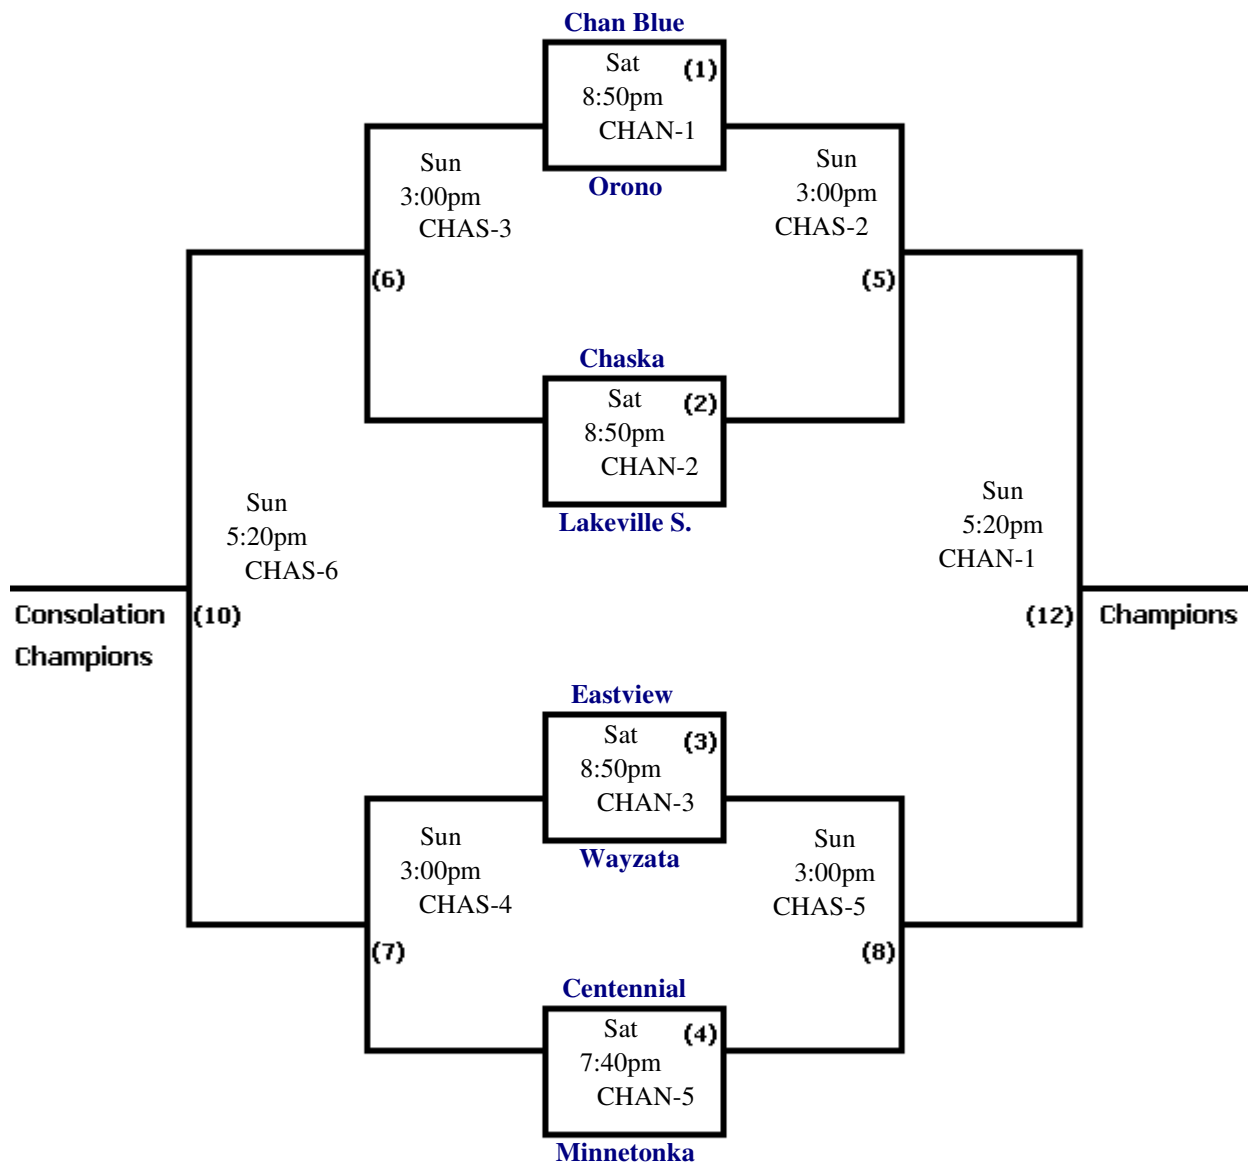 Chan Blue
Sat (1)
8:50pm
CHAN-1
Orono
Sun
3:00pm
CHAS-3
(6)
Sun
3:00pm
CHAS-2
(5)
Chaska
Sat (2)
8:50pm
CHAN-2
Lakeville S.
Sun
5:20pm
CHAS-6
Consolation (10)
Champions
Sun
5:20pm
CHAN-1
(12) Champions
Eastview
Sat (3)
8:50pm
CHAN-3
Wayzata
Sun
3:00pm
CHAS-4
(7)
Sun
3:00pm
CHAS-5
(8)
Centennial
Sat (4)
7:40pm
CHAN-5
Minnetonka